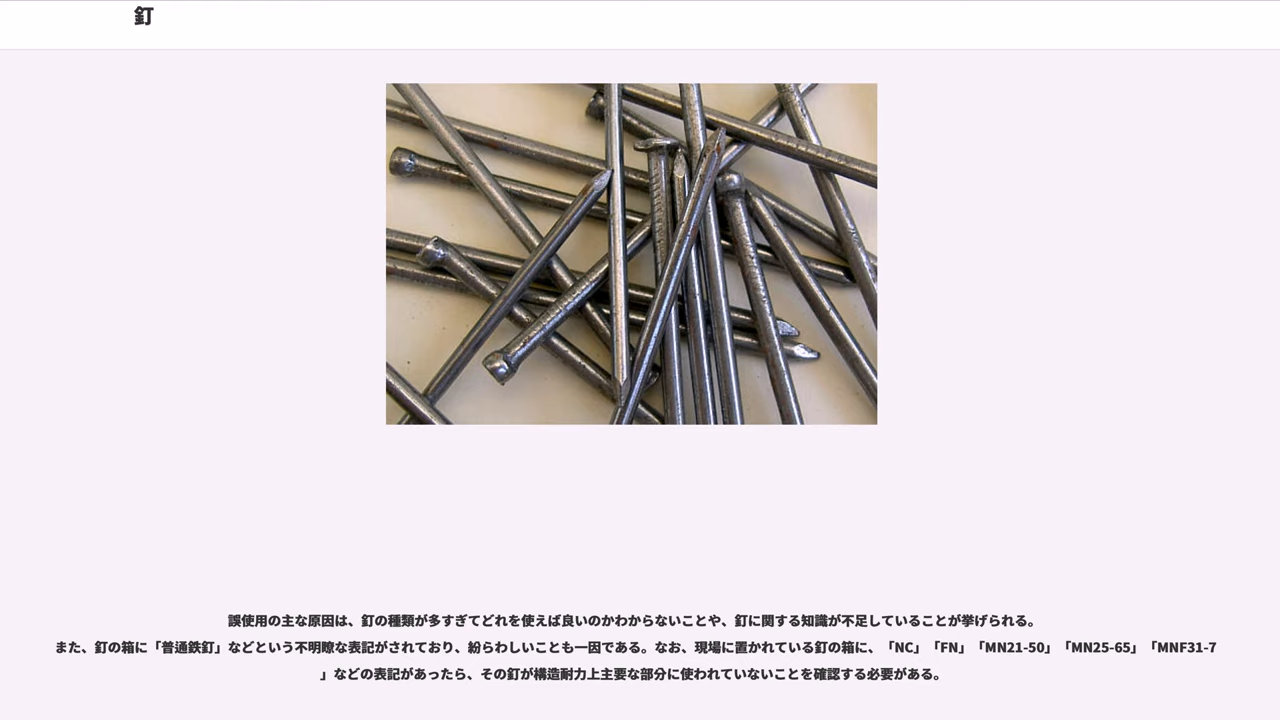 釘
誤使用の主な原因は、釘の種類が多すぎてどれを使えば良いのかわからないことや、釘に関する知識が不足していることが挙げられる。
また、釘の箱に「普通鉄釘」などという不明瞭な表記がされており、紛らわしいことも一因である。なお、現場に置かれている釘の箱に、「NC」「FN」「MN21-50」「MN25-65」「MNF31-7
」などの表記があったら、その釘が構造耐力上主要な部分に使われていないことを確認する必要がある。